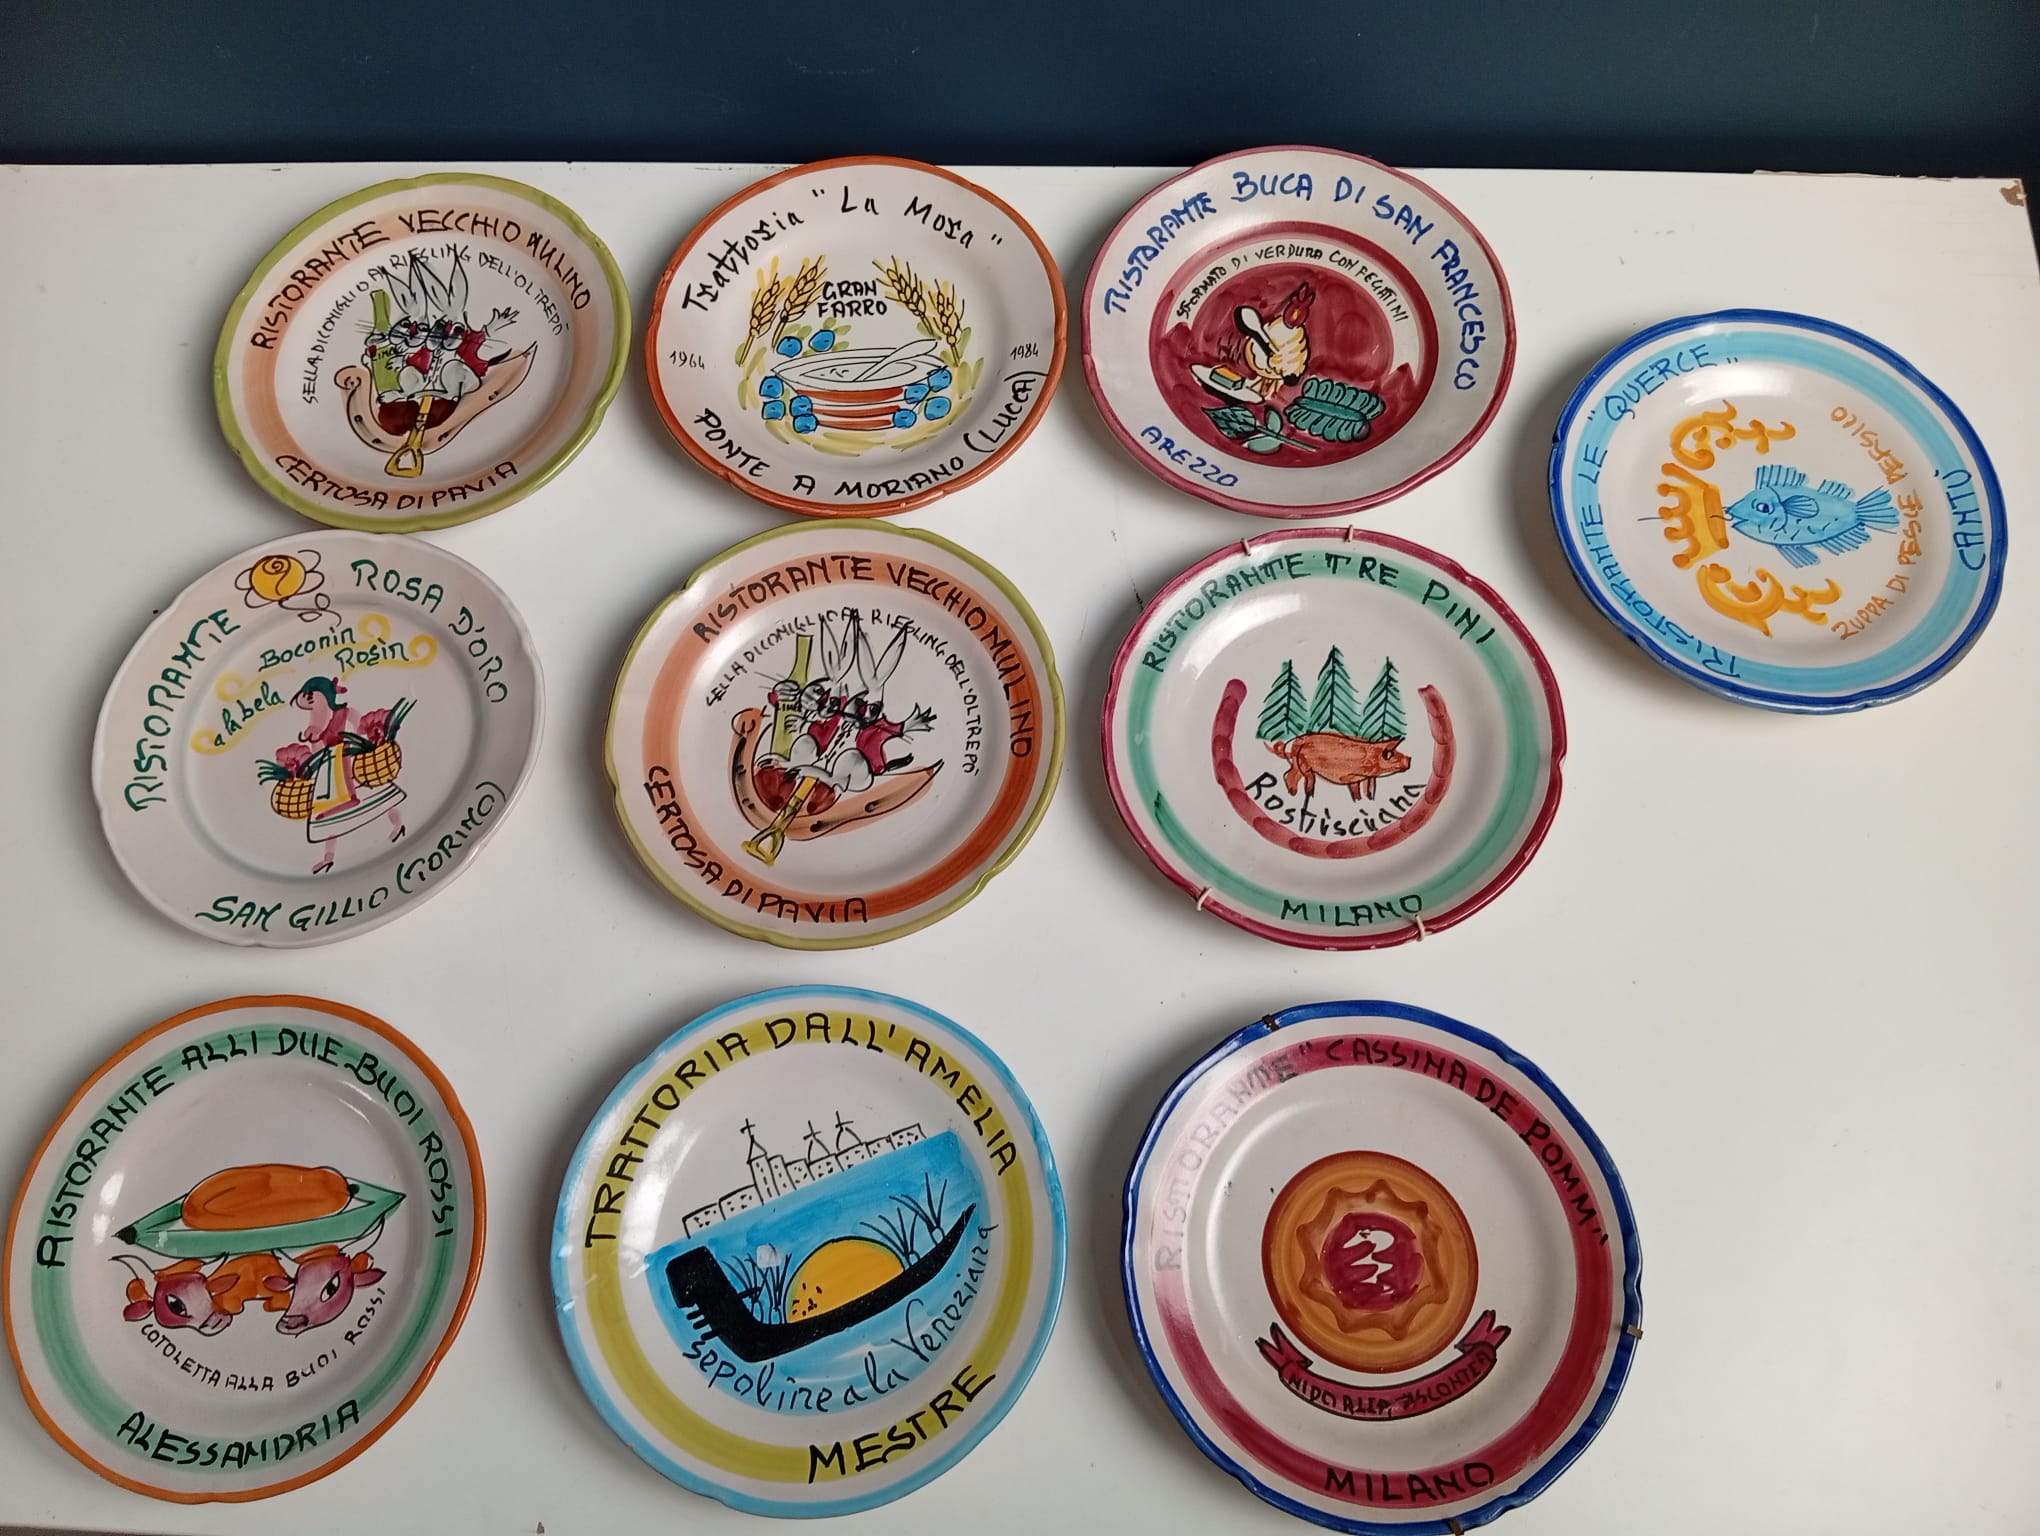 RISTORANTE VECCHIO MULINO
SELLA DI CONIGLIO AL RIESLING DELL'OLTREPÒ
CERTOSA DI PAVIA
Trattoria "La Mora"
GRAN
FARRO
1964
1984
PONTE A MORIANO (LUCCA)
RISTORANTE BUCA DI SAN FRANCESCO
SFORMATO DI VERDURA CON FEGATINI
AREZZO
RISTORANTE LE "QUERCE"
ZUPPA DI PESCE PERSICO
CANTÙ
RISTORANTE ROSA D'ORO
Boconin
a la bela Rosin
SAN GILLIO (TORINO)
RISTORANTE VECCHIO MULINO
SELLA DI CONIGLIO AL RIESLING DELL'OLTREPÒ
CERTOSA DI PAVIA
RISTORANTE TRE PINI
Rostisciana
MILANO
RISTORANTE ALLI DUE BUOI ROSSI
COTOLETTA ALLA BUOI ROSSI
ALESSANDRIA
TRATTORIA DALL'AMELIA
sepoline a la Veneziana
MESTRE
RISTORANTE "CASSINA DE POMM"
NIDO ALLA VISCONTEA
MILANO